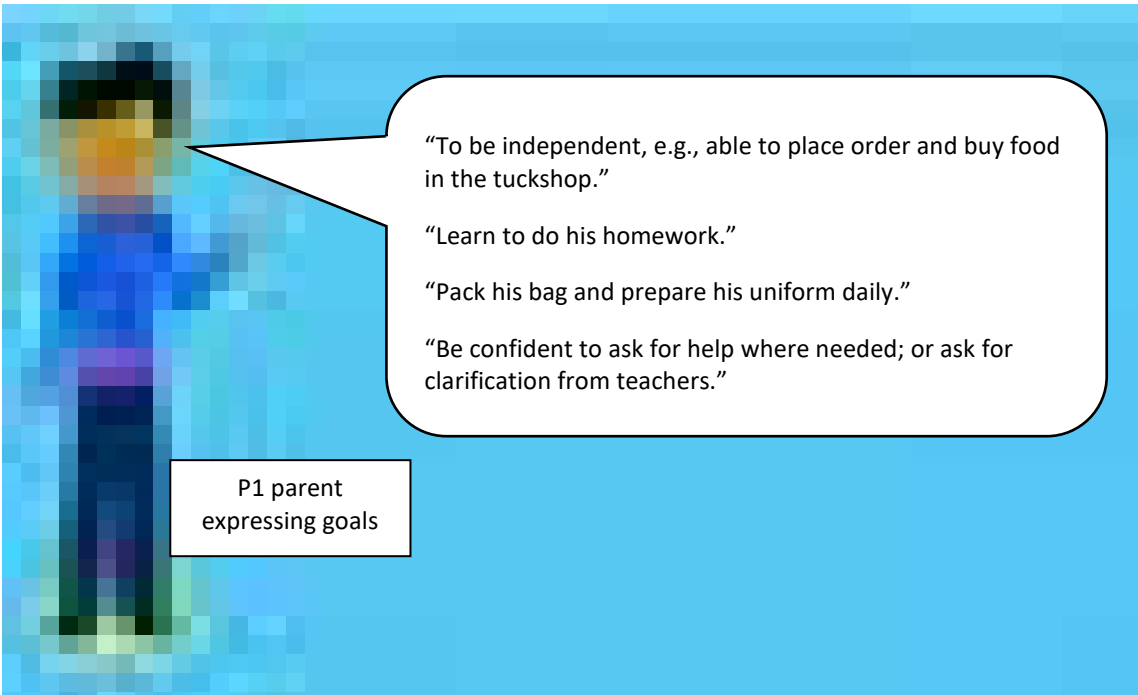 “To be independent, e.g., able to place order and buy food
in the tuckshop.”
“Learn to do his homework.”
“Pack his bag and prepare his uniform daily.”
“Be confident to ask for help where needed; or ask for
clarification from teachers.”
P1 parent
expressing goals